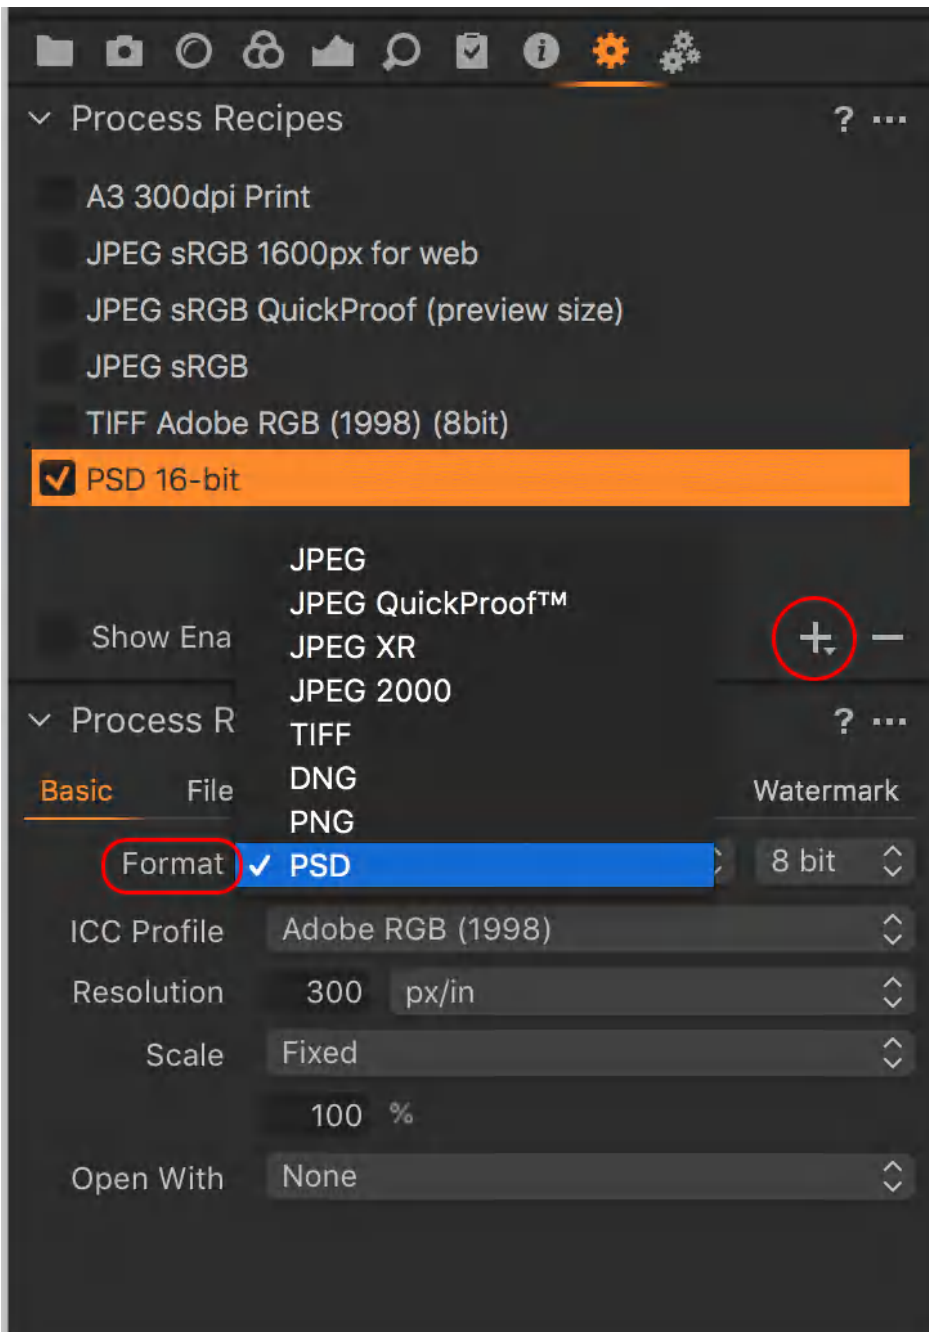 Process Recipes ? ...
A3 300dpi Print
JPEG sRGB 1600px for web
JPEG sRGB QuickProof (preview size)
JPEG sRGB
TIFF Adobe RGB (1998) (8bit)
PSD 16-bit
JPEG
JPEG QuickProof™
Show Ena
JPEG XR
JPEG 2000
Process R ? ...
TIFF
DNG
Basic File Watermark
PNG
Format PSD 8 bit
ICC Profile Adobe RGB (1998)
Resolution 300 px/in
Scale Fixed
100 %
Open With None